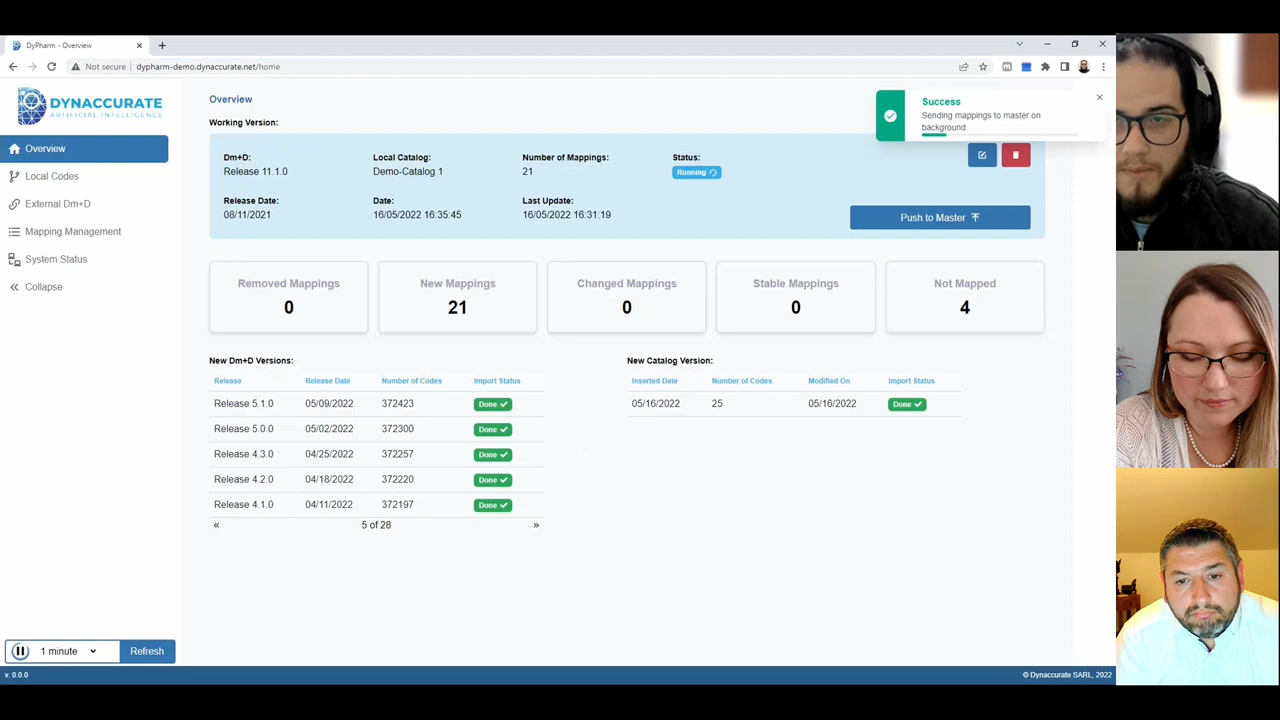 DyPharm - Overview
Not secure
dypharm-demo.dynaccurate.net/home
DYNACCURATE
ARTIFICIAL INTELLIGENCE
Overview
Local Codes
External Dm+D
Mapping Management
System Status
Collapse
Overview
Working Version:
Dm+D:
Release 11.1.0
Local Catalog:
Demo-Catalog 1
Number of Mappings:
21
Status:
Running
Release Date:
08/11/2021
Date:
16/05/2022 16:35:45
Last Update:
16/05/2022 16:31:19
Push to Master
Success
Sending mappings to master on
background.
Removed Mappings
0
New Mappings
21
Changed Mappings
0
Stable Mappings
0
Not Mapped
4
New Dm+D Versions:
Release Release Date Number of Codes Import Status
Release 5.1.0 05/09/2022 372423 Done
Release 5.0.0 05/02/2022 372300 Done
Release 4.3.0 04/25/2022 372257 Done
Release 4.2.0 04/18/2022 372220 Done
Release 4.1.0 04/11/2022 372197 Done
« 5 of 28 »
New Catalog Version:
Inserted Date Number of Codes Modified On Import Status
05/16/2022 25 05/16/2022 Done
1 minute
Refresh
v. 0.0.0
© Dynaccurate SARL, 2022